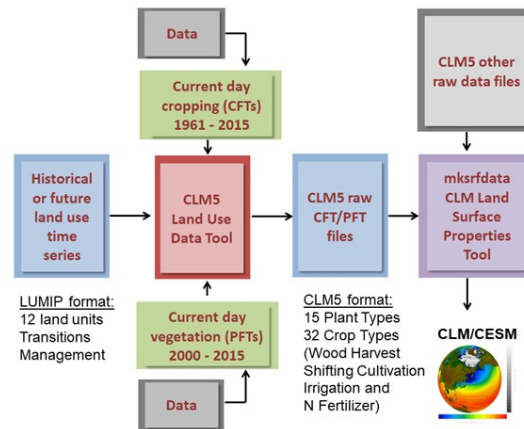 Data
Current day
cropping (CFTs)
1961 - 2015
CLM5 other
raw data files
Historical
or future
land use
time
series
CLM5
Land Use
Data Tool
CLM5 raw
CFT/PFT
files
mksrfdata
CLM Land
Surface
Properties
Tool
LUMIP format:
12 land units
Transitions
Management
Current day
vegetation (PFTs)
2000 - 2015
Data
CLM5 format:
15 Plant Types
32 Crop Types
(Wood Harvest
Shifting Cultivation
Irrigation and
N Fertilizer)
CLM/CESM